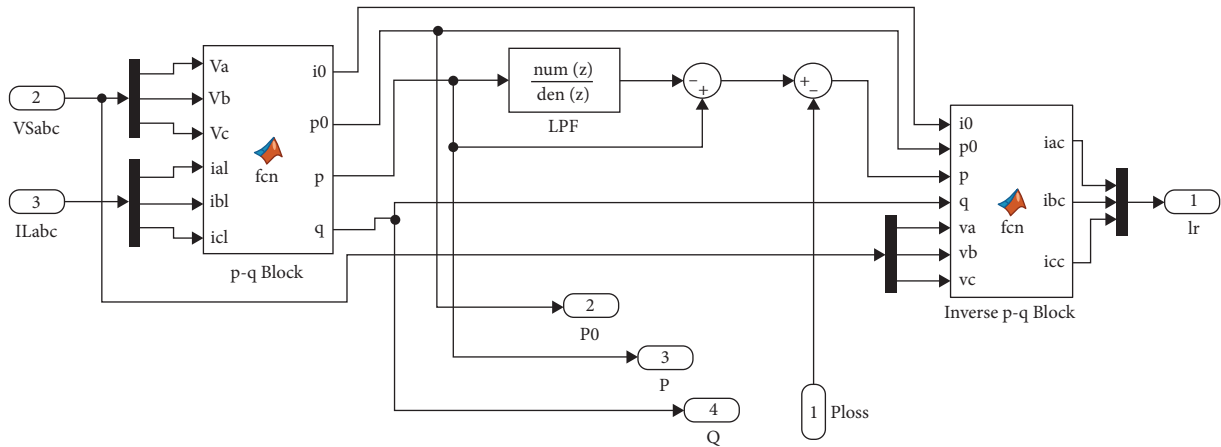 2
VSabc
3
ILabc
Va
Vb
Vc
ial
ibl
icl
fcn
i0
p0
p
q
p-q Block
num (z)
den (z)
LPF
−
+
+
−
2
P0
3
P
4
Q
1
Ploss
i0
p0
p
q
va
vb
vc
fcn
iac
ibc
icc
Inverse p-q Block
1
lr